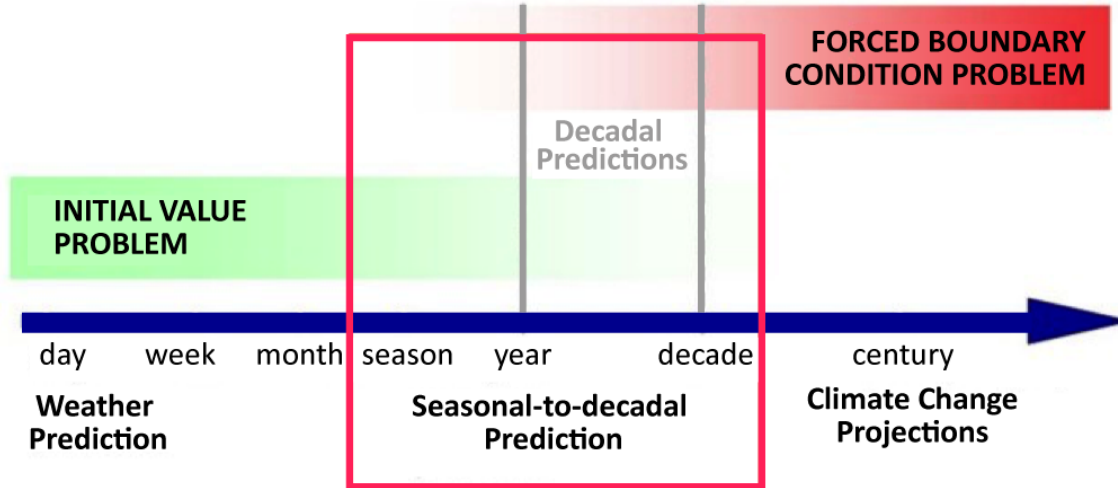 FORCED BOUNDARY
CONDITION PROBLEM
Decadal
Predictions
INITIAL VALUE
PROBLEM
day week month season year decade century
Weather
Prediction
Seasonal-to-decadal
Prediction
Climate Change
Projections